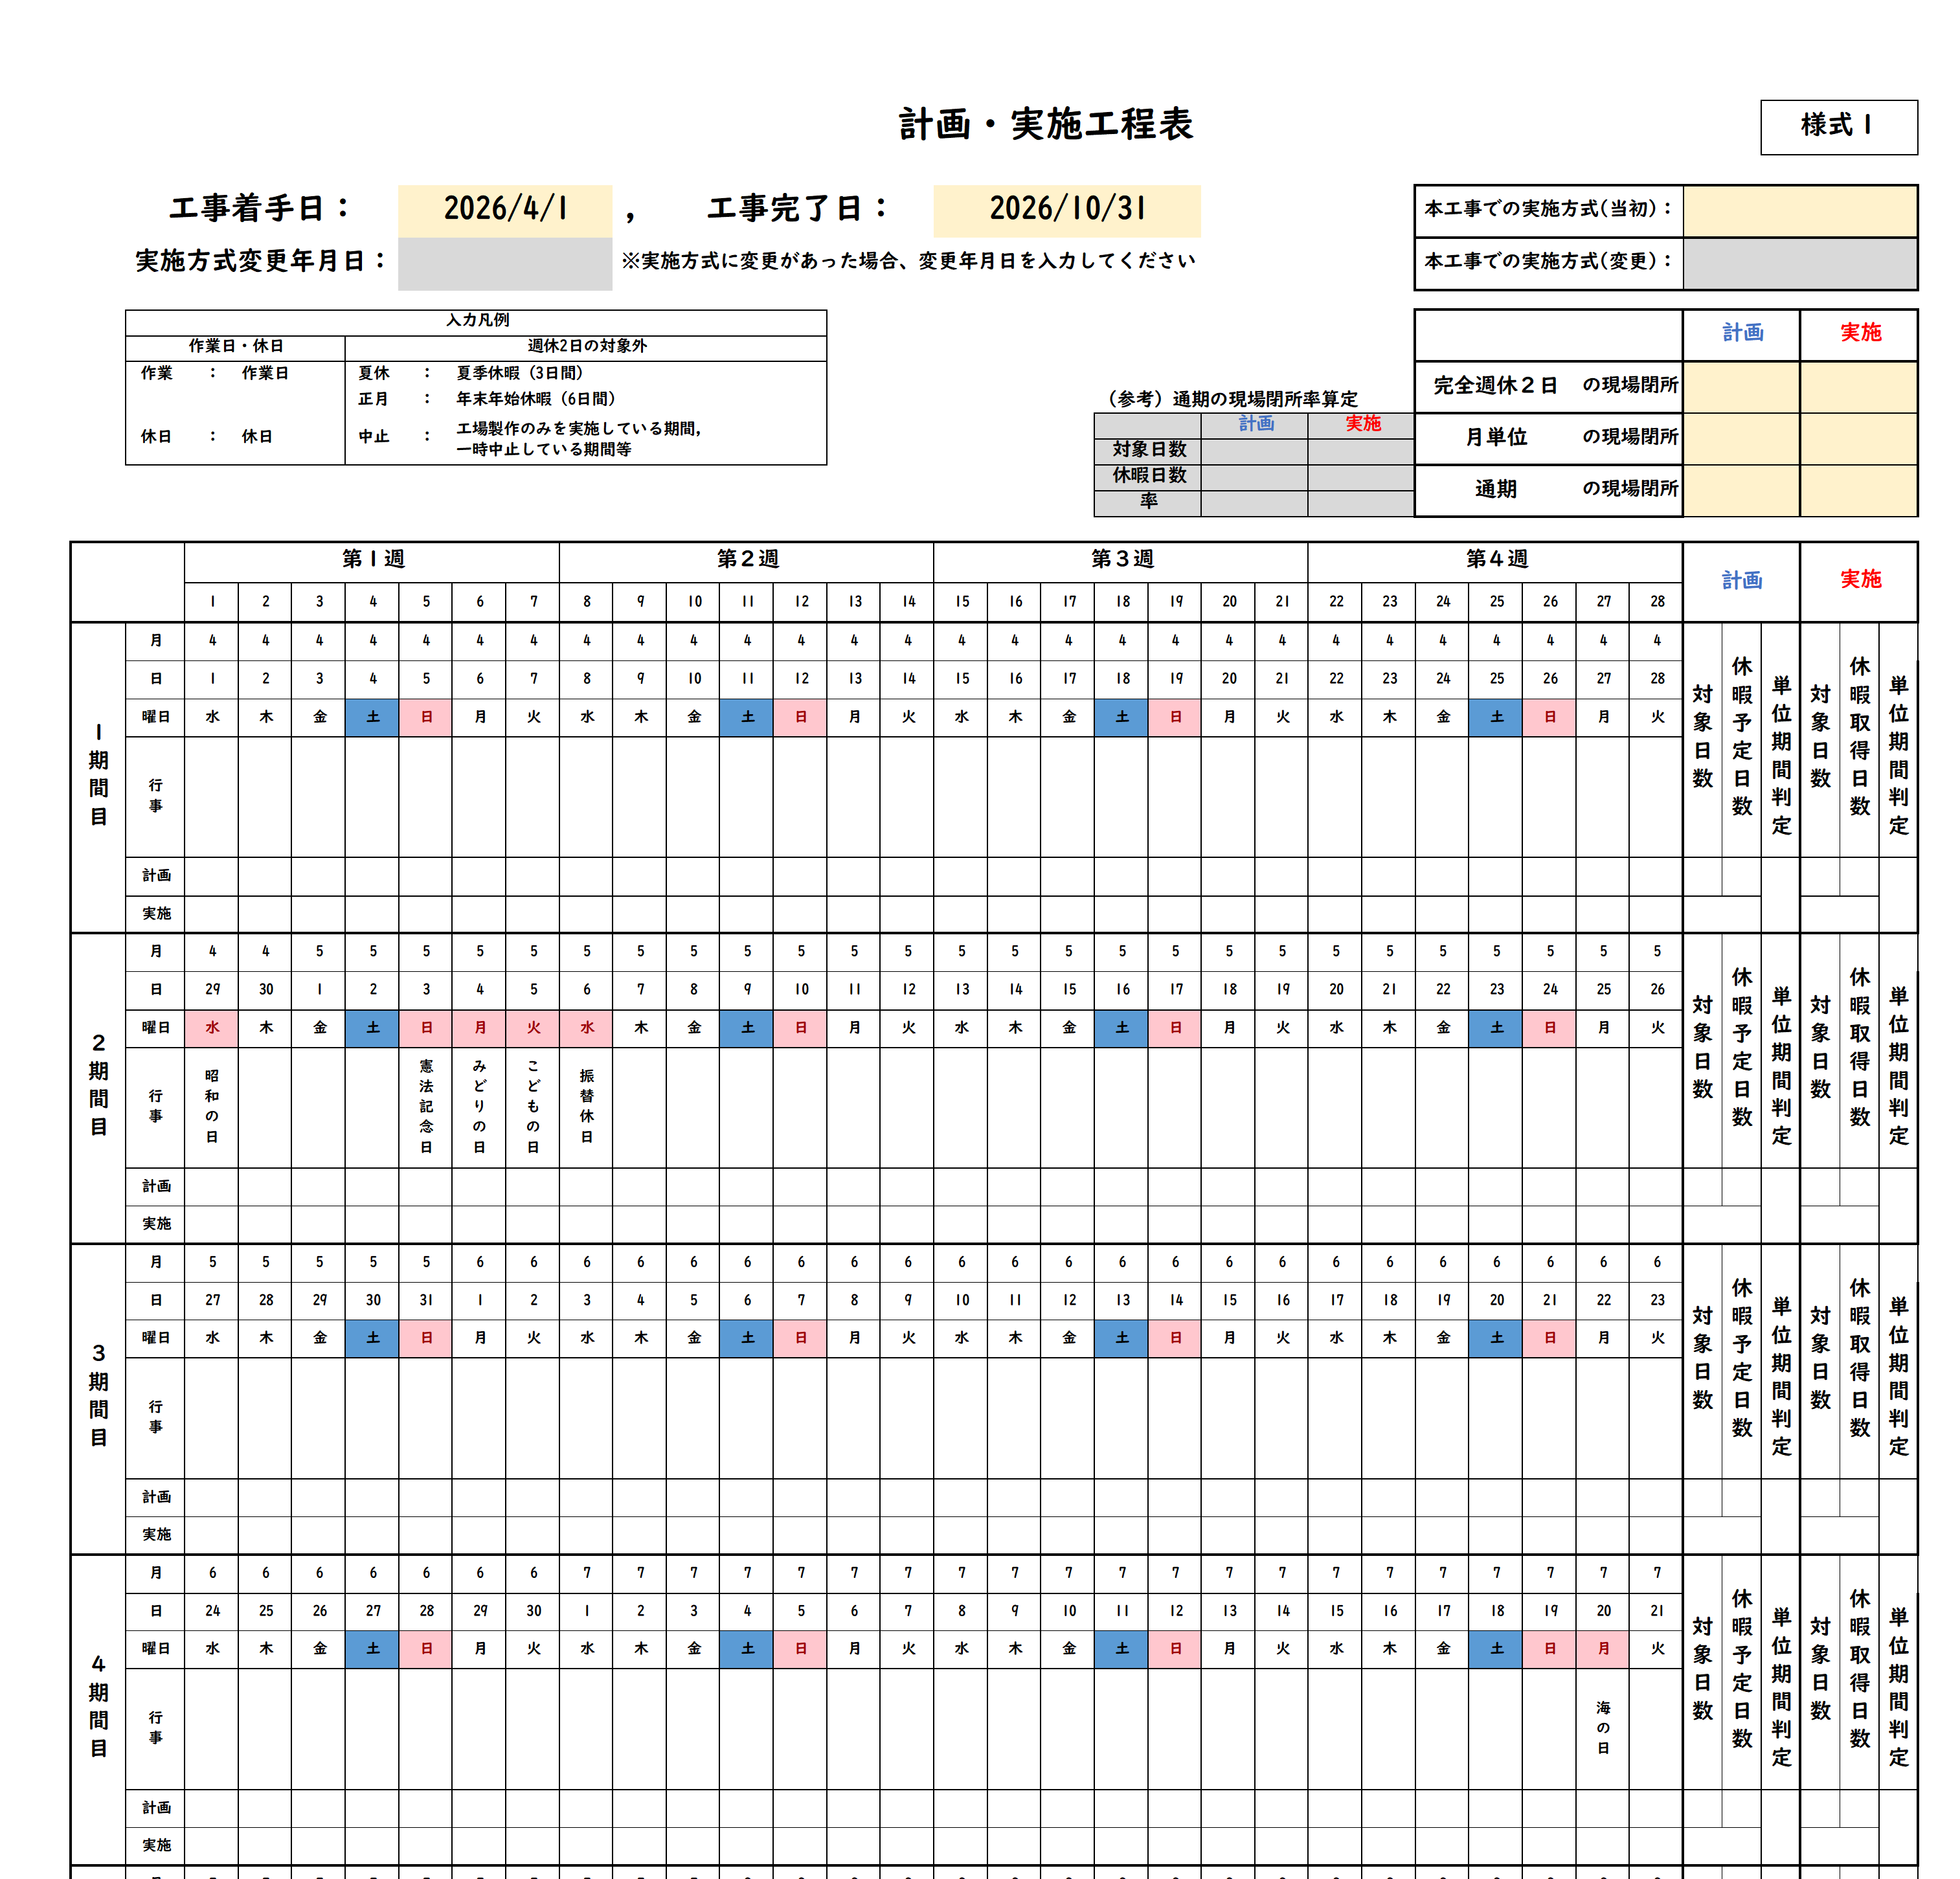 計画・実施工程表
様式1
工事着手日： 2026/4/1 ， 工事完了日： 2026/10/31
実施方式変更年月日： ※実施方式に変更があった場合、変更年月日を入力してください
本工事での実施方式(当初)：
本工事での実施方式(変更)：
入力凡例
作業日・休日 週休2日の対象外
作業 ： 作業日 夏休 ： 夏季休暇（3日間）
正月 ： 年末年始休暇（6日間）
休日 ： 休日 中止 ： 工場製作のみを実施している期間，
一時中止している期間等
（参考）通期の現場閉所率算定
計画 実施
対象日数
休暇日数
率
計画 実施
完全週休２日 の現場閉所
月単位 の現場閉所
通期 の現場閉所
第1週 第2週 第3週 第4週 計画 実施
1 2 3 4 5 6 7 8 9 10 11 12 13 14 15 16 17 18 19 20 21 22 23 24 25 26 27 28
1期間目
月 4 4 4 4 4 4 4 4 4 4 4 4 4 4 4 4 4 4 4 4 4 4 4 4 4 4 4 4
日 1 2 3 4 5 6 7 8 9 10 11 12 13 14 15 16 17 18 19 20 21 22 23 24 25 26 27 28
曜日 水 木 金 土 日 月 火 水 木 金 土 日 月 火 水 木 金 土 日 月 火 水 木 金 土 日 月 火
行事
対象日数 休暇予定日数 単位期間判定 対象日数 休暇取得日数 単位期間判定
計画
実施
2期間目
月 4 4 5 5 5 5 5 5 5 5 5 5 5 5 5 5 5 5 5 5 5 5 5 5 5 5 5 5
日 29 30 1 2 3 4 5 6 7 8 9 10 11 12 13 14 15 16 17 18 19 20 21 22 23 24 25 26
曜日 水 木 金 土 日 月 火 水 木 金 土 日 月 火 水 木 金 土 日 月 火 水 木 金 土 日 月 火
行事 昭和の日 憲法記念日 みどりの日 こどもの日 振替休日
対象日数 休暇予定日数 単位期間判定 対象日数 休暇取得日数 単位期間判定
計画
実施
3期間目
月 5 5 5 5 5 6 6 6 6 6 6 6 6 6 6 6 6 6 6 6 6 6 6 6 6 6 6 6
日 27 28 29 30 31 1 2 3 4 5 6 7 8 9 10 11 12 13 14 15 16 17 18 19 20 21 22 23
曜日 水 木 金 土 日 月 火 水 木 金 土 日 月 火 水 木 金 土 日 月 火 水 木 金 土 日 月 火
行事
対象日数 休暇予定日数 単位期間判定 対象日数 休暇取得日数 単位期間判定
計画
実施
4期間目
月 6 6 6 6 6 6 6 7 7 7 7 7 7 7 7 7 7 7 7 7 7 7 7 7 7 7 7 7
日 24 25 26 27 28 29 30 1 2 3 4 5 6 7 8 9 10 11 12 13 14 15 16 17 18 19 20 21
曜日 水 木 金 土 日 月 火 水 木 金 土 日 月 火 水 木 金 土 日 月 火 水 木 金 土 日 月 火
行事 海の日
対象日数 休暇予定日数 単位期間判定 対象日数 休暇取得日数 単位期間判定
計画
実施